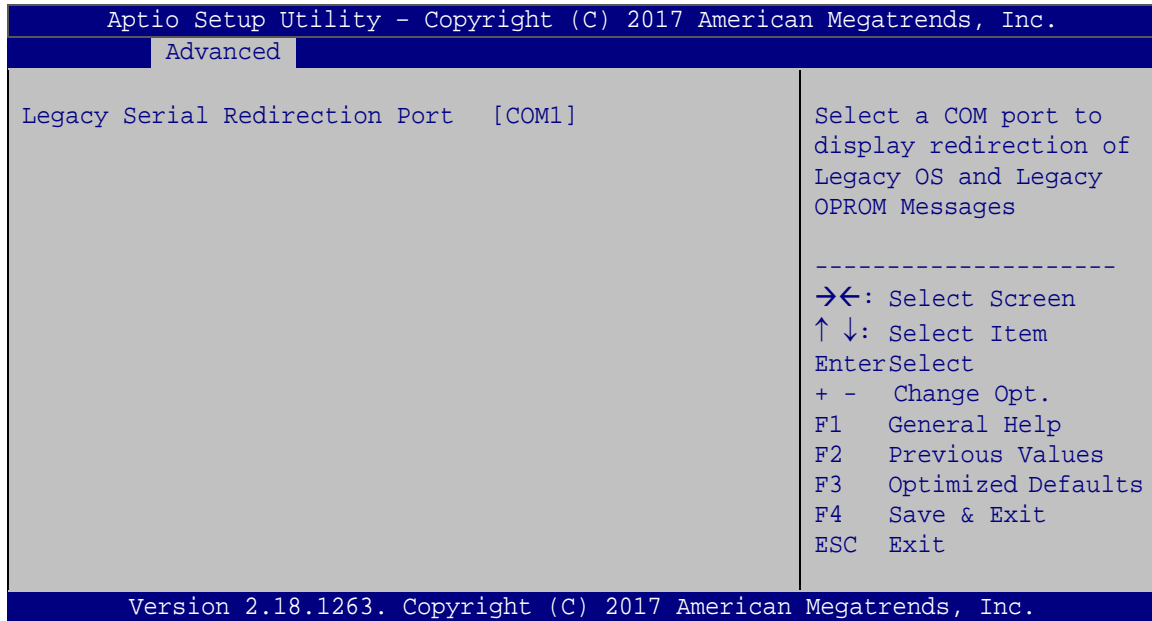 Aptio Setup Utility – Copyright (C) 2017 American Megatrends, Inc.
Advanced
Legacy Serial Redirection Port [COM1]
Select a COM port to
display redirection of
Legacy OS and Legacy
OPROM Messages
---------------------
→←: Select Screen
↑ ↓: Select Item
EnterSelect
+ - Change Opt.
F1 General Help
F2 Previous Values
F3 Optimized Defaults
F4 Save & Exit
ESC Exit
Version 2.18.1263. Copyright (C) 2017 American Megatrends, Inc.